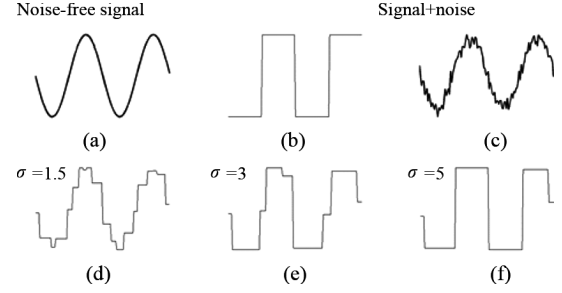 Noise-free signal
Signal+noise
(a)
(b)
(c)
σ =1.5
σ =3
σ =5
(d)
(e)
(f)